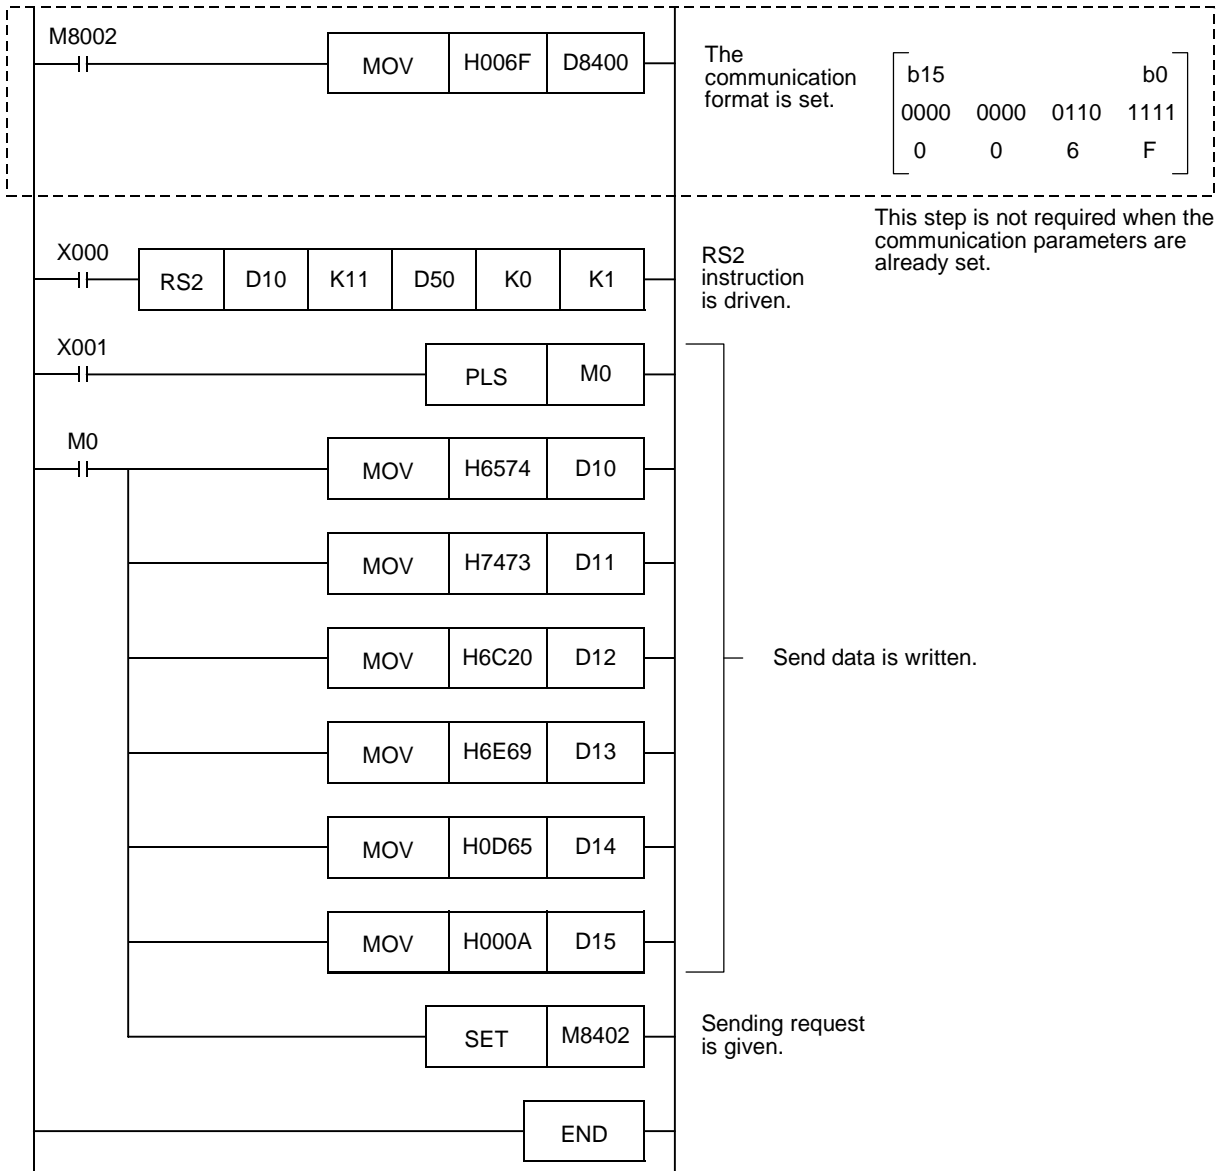 M8002
MOV H006F D8400
The
communication
format is set.
b15 b0
0000 0000 0110 1111
0 0 6 F
This step is not required when the
communication parameters are
already set.
X000
RS2 D10 K11 D50 K0 K1
RS2
instruction
is driven.
X001
PLS M0
M0
MOV H6574 D10
MOV H7473 D11
MOV H6C20 D12
Send data is written.
MOV H6E69 D13
MOV H0D65 D14
MOV H000A D15
SET M8402
Sending request
is given.
END